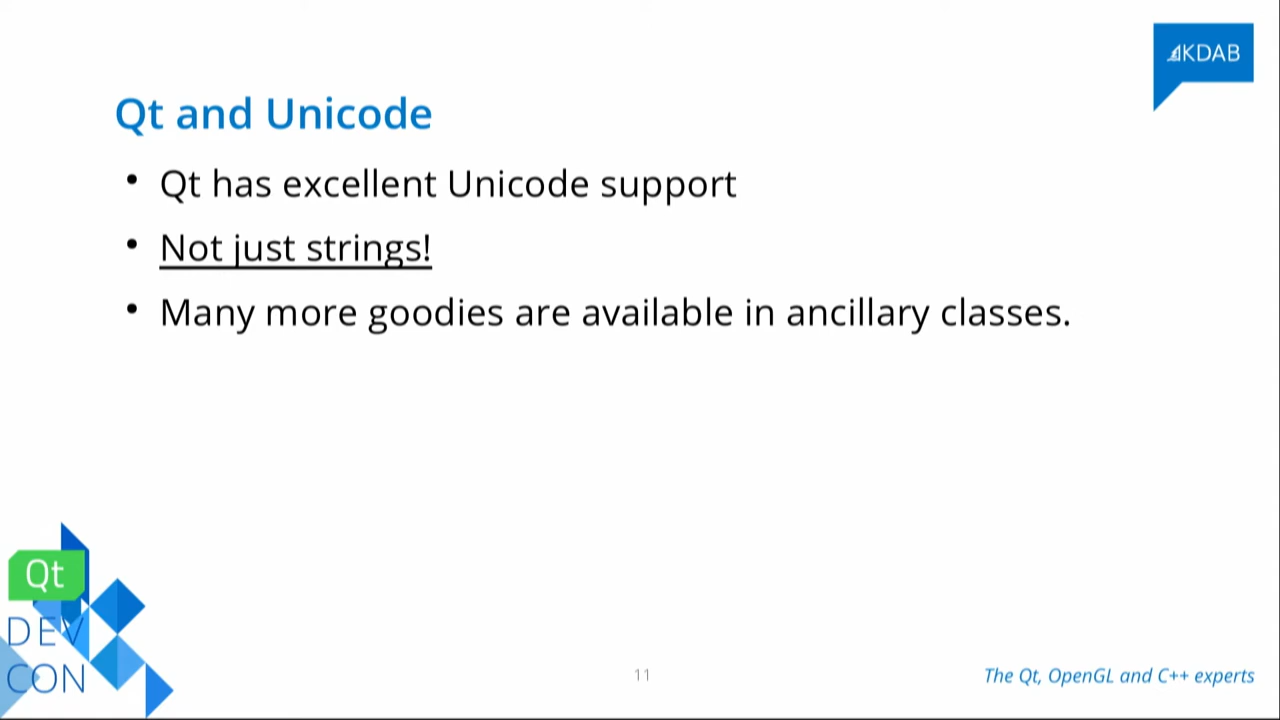 KDAB
Qt and Unicode
• Qt has excellent Unicode support
• Not just strings!
• Many more goodies are available in ancillary classes.
Qt
DEV
CON
11
The Qt, OpenGL and C++ experts